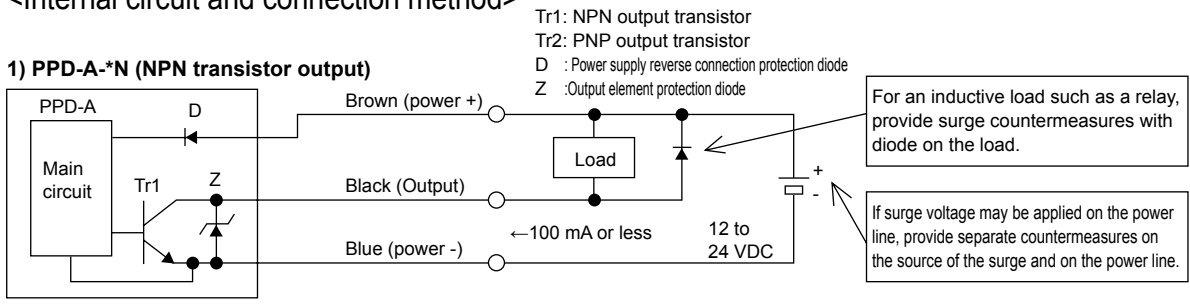 <Internal circuit and connection method>
Tr1: NPN output transistor
Tr2: PNP output transistor
D : Power supply reverse connection protection diode
Z :Output element protection diode
1) PPD-A-*N (NPN transistor output)
PPD-A
D
Brown (power +)
For an inductive load such as a relay,
provide surge countermeasures with
diode on the load.
Main
circuit
Tr1
Z
Load
Black (Output)
+
-
←100 mA or less
12 to
24 VDC
Blue (power -)
If surge voltage may be applied on the power
line, provide separate countermeasures on
the source of the surge and on the power line.